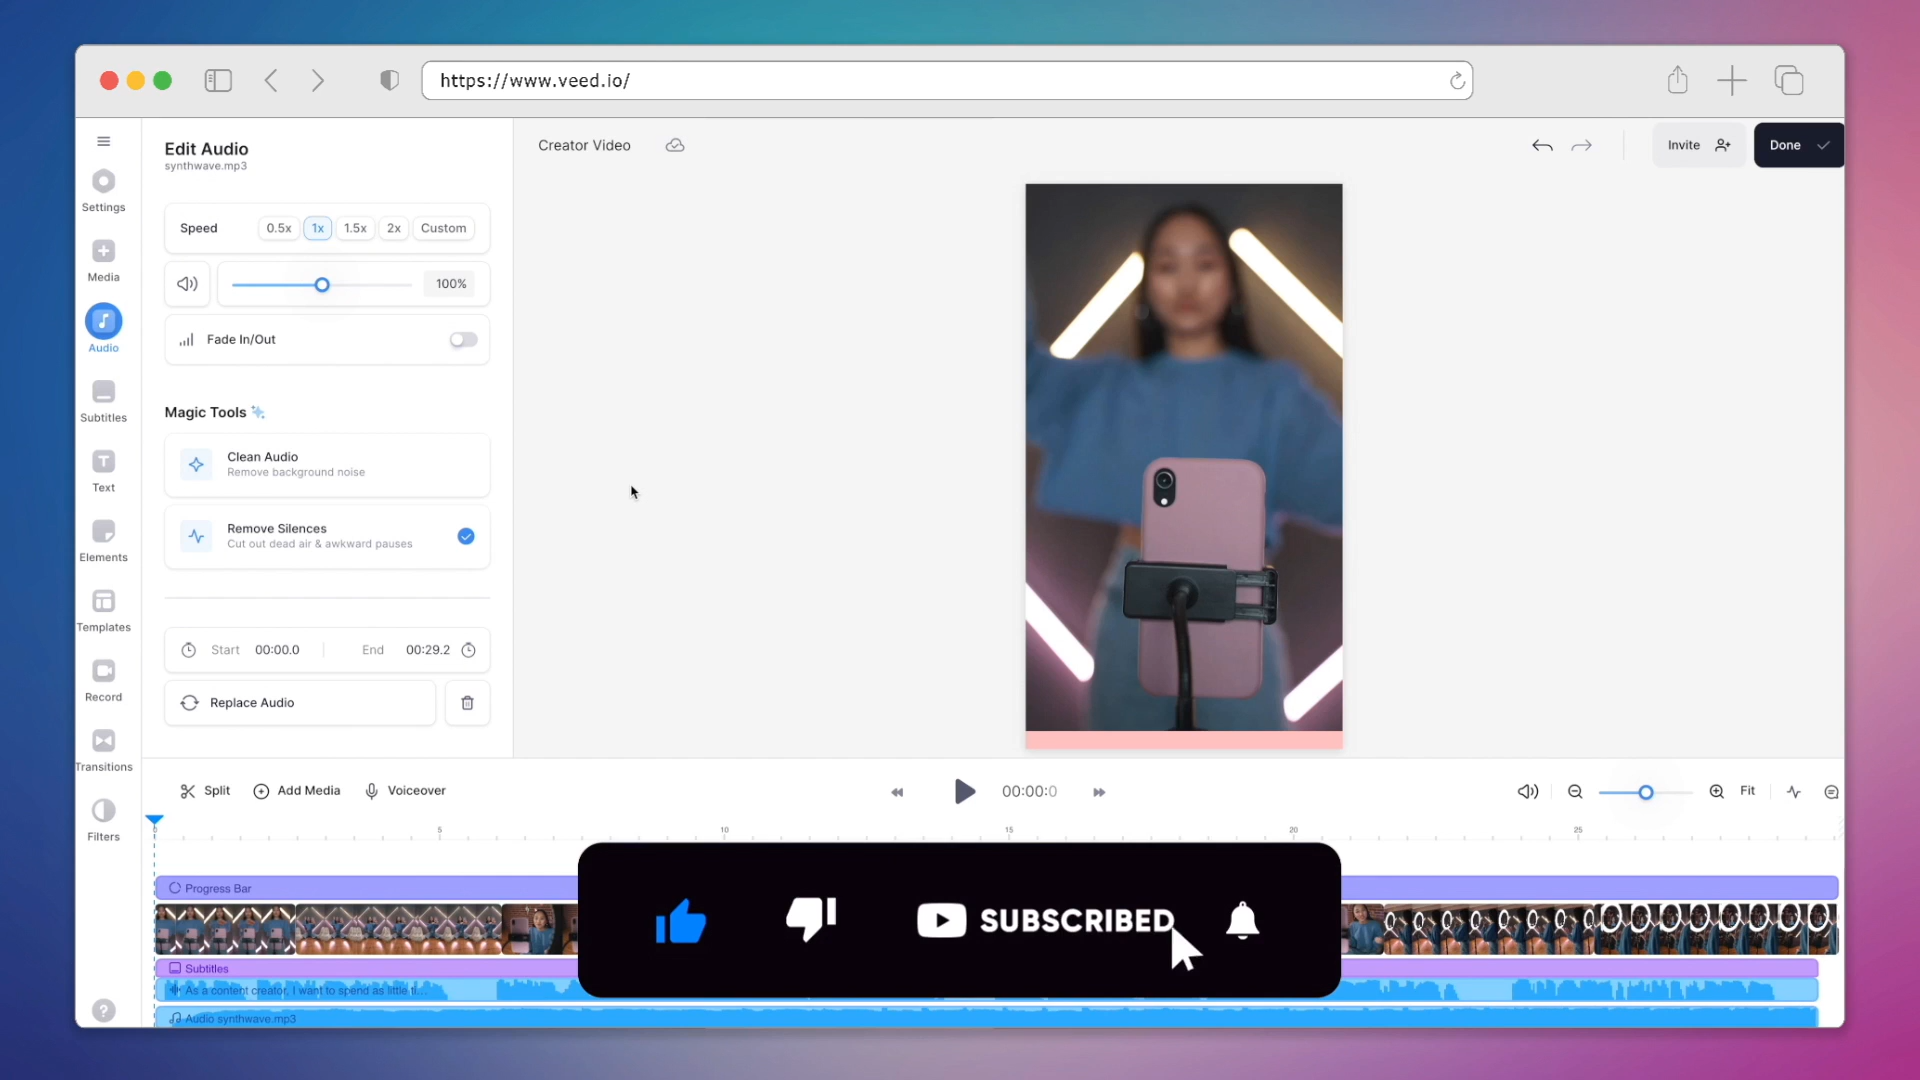 https://www.veed.io/
Edit Audio
synthwave.mp3
Creator Video
Invite
Done
Settings
Media
Audio
Subtitles
Text
Elements
Templates
Record
Transitions
Filters
Speed
0.5x
1x
1.5x
2x
Custom
100%
Fade In/Out
Magic Tools
Clean Audio
Remove background noise
Remove Silences
Cut out dead air & awkward pauses
Start 00:00.0
End 00:29.2
Replace Audio
Split
Add Media
Voiceover
00:00:0
Fit
0
5
10
15
20
25
Progress Bar
SUBSCRIBED
Subtitles
As a content creator, I want to spend as little ti...
Audio synthwave.mp3
?